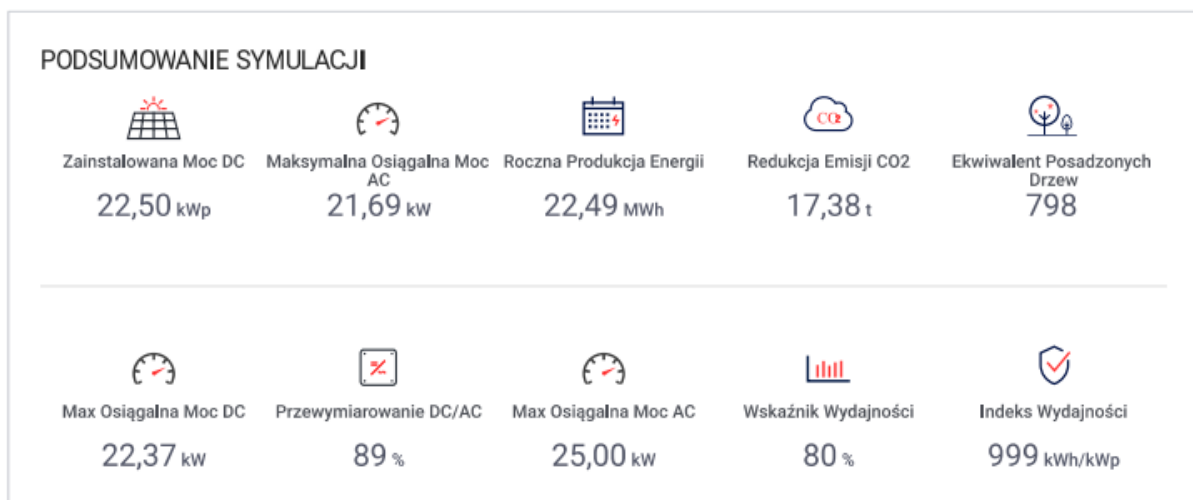 PODSUMOWANIE SYMULACJI
CO2
Zainstalowana Moc DC
22,50 kWp
Maksymalna Osiągalna Moc
AC
21,69 kW
Roczna Produkcja Energii
22,49 MWh
Redukcja Emisji CO2
17,38 t
Ekwiwalent Posadzonych
Drzew
798
Max Osiągalna Moc DC
22,37 kW
Przewymiarowanie DC/AC
89 %
Max Osiągalna Moc AC
25,00 kW
Wskaźnik Wydajności
80 %
Indeks Wydajności
999 kWh/kWp